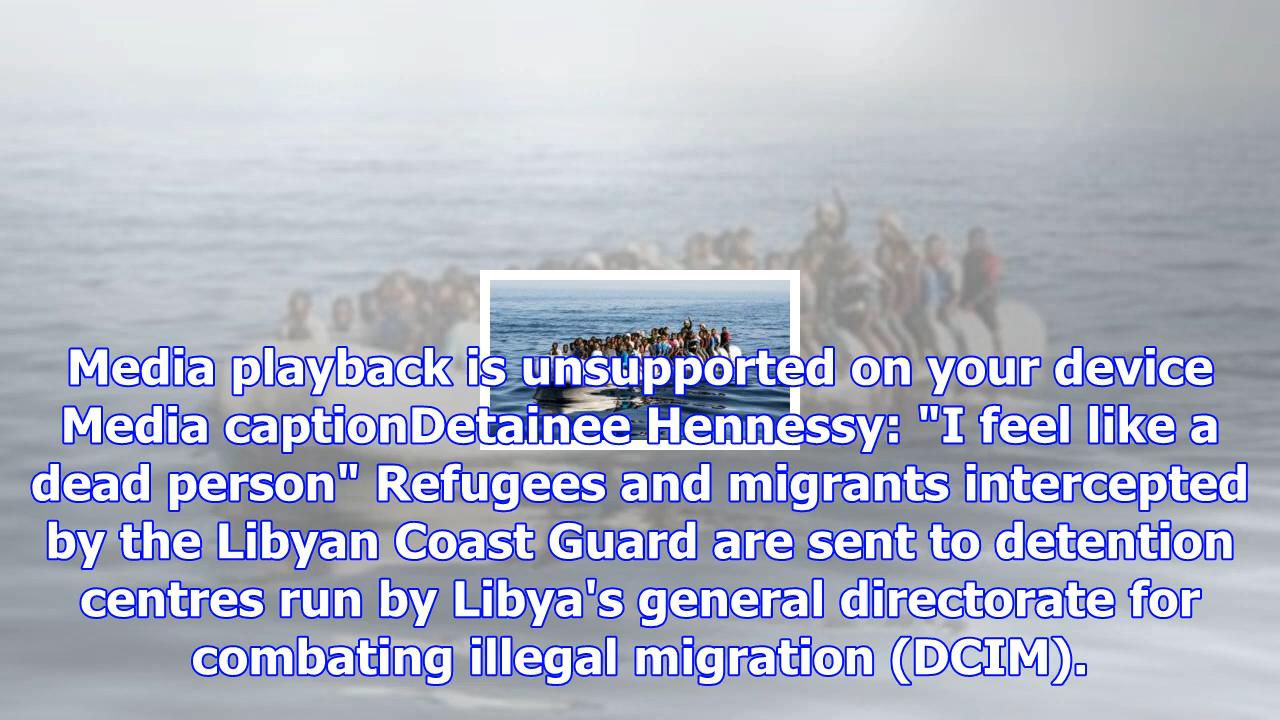 Media playback is unsupported on your device
Media captionDetainee Hennessy: "I feel like a
dead person" Refugees and migrants intercepted
by the Libyan Coast Guard are sent to detention
centres run by Libya's general directorate for
combating illegal migration (DCIM).